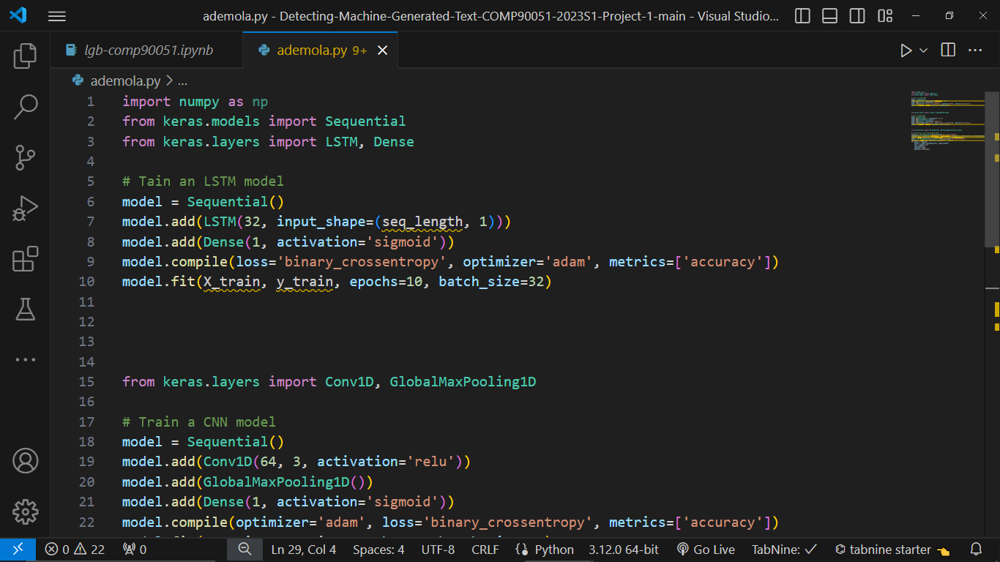 ademola.py - Detecting-Machine-Generated-Text-COMP90051-2023S1-Project-1-main - Visual Studio...
lgb-comp90051.ipynb
ademola.py 9+
ademola.py > ...
1 import numpy as np
2 from keras.models import Sequential
3 from keras.layers import LSTM, Dense
4
5 # Tain an LSTM model
6 model = Sequential()
7 model.add(LSTM(32, input_shape=(seq_length, 1)))
8 model.add(Dense(1, activation='sigmoid'))
9 model.compile(loss='binary_crossentropy', optimizer='adam', metrics=['accuracy'])
10 model.fit(X_train, y_train, epochs=10, batch_size=32)
11
12
13
14
15 from keras.layers import Conv1D, GlobalMaxPooling1D
16
17 # Train a CNN model
18 model = Sequential()
19 model.add(Conv1D(64, 3, activation='relu'))
20 model.add(GlobalMaxPooling1D())
21 model.add(Dense(1, activation='sigmoid'))
22 model.compile(optimizer='adam', loss='binary_crossentropy', metrics=['accuracy'])
0 22 0 Ln 29, Col 4 Spaces: 4 UTF-8 CRLF Python 3.12.0 64-bit Go Live TabNine: ✓ tabnine starter